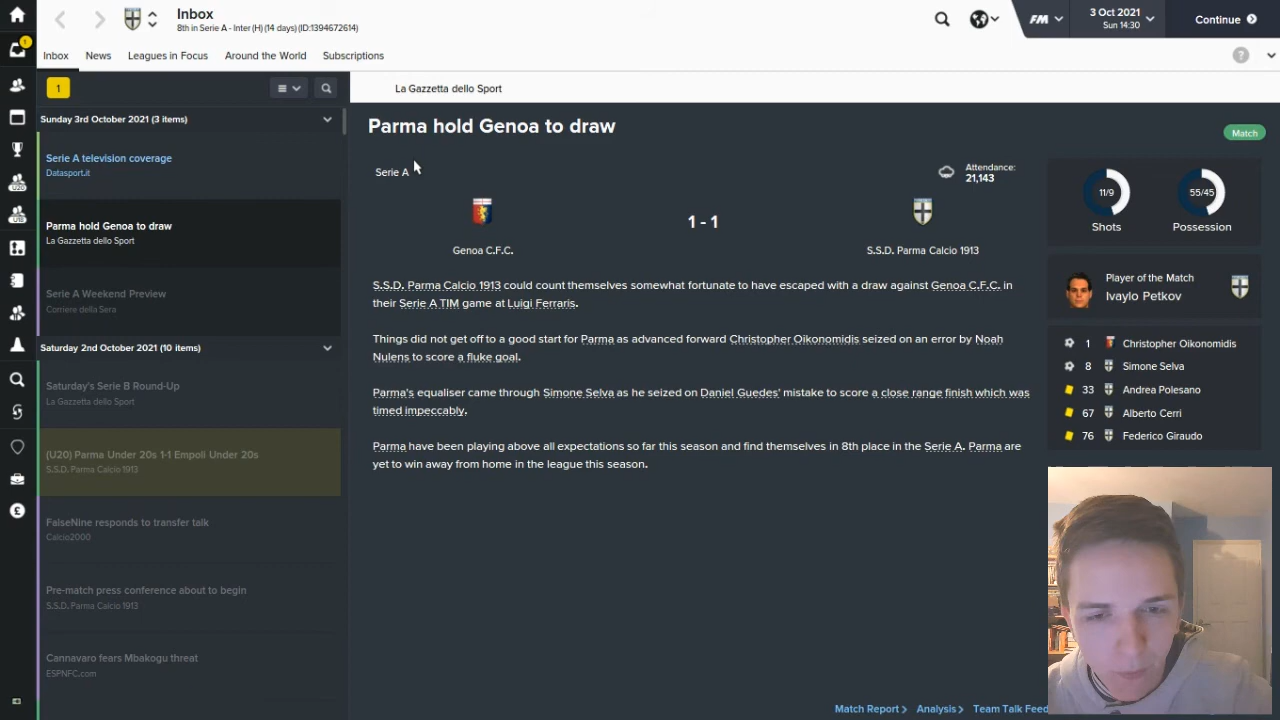 Inbox
8th in Serie A - Inter (H) (14 days) (ID:1394672614)
FM
3 Oct 2021
Sun 14:30
Continue
1
Inbox
News
Leagues in Focus
Around the World
Subscriptions
?
1
La Gazzetta dello Sport
Sunday 3rd October 2021 (3 items)
Serie A television coverage
Datasport.it
Parma hold Genoa to draw
La Gazzetta dello Sport
Serie A Weekend Preview
Corriere della Sera
Saturday 2nd October 2021 (10 items)
Saturday's Serie B Round-Up
La Gazzetta dello Sport
(U20) Parma Under 20s 1-1 Empoli Under 20s
S.S.D. Parma Calcio 1913
FalseNine responds to transfer talk
Calcio2000
Pre-match press conference about to begin
S.S.D. Parma Calcio 1913
Cannavaro fears Mbakogu threat
ESPNFC.com
Parma hold Genoa to draw
Match
Serie A
Attendance:
21,143
1 - 1
Genoa C.F.C.
S.S.D. Parma Calcio 1913
S.S.D. Parma Calcio 1913 could count themselves somewhat fortunate to have escaped with a draw against Genoa C.F.C. in
their Serie A TIM game at Luigi Ferraris.
Things did not get off to a good start for Parma as advanced forward Christopher Oikonomidis seized on an error by Noah
Nulens to score a fluke goal.
Parma's equaliser came through Simone Selva as he seized on Daniel Guedes' mistake to score a close range finish which was
timed impeccably.
Parma have been playing above all expectations so far this season and find themselves in 8th place in the Serie A. Parma are
yet to win away from home in the league this season.
11/9
Shots
55/45
Possession
Player of the Match
Ivaylo Petkov
1 Christopher Oikonomidis
8 Simone Selva
33 Andrea Polesano
67 Alberto Cerri
76 Federico Giraudo
Match Report
Analysis
Team Talk Feed